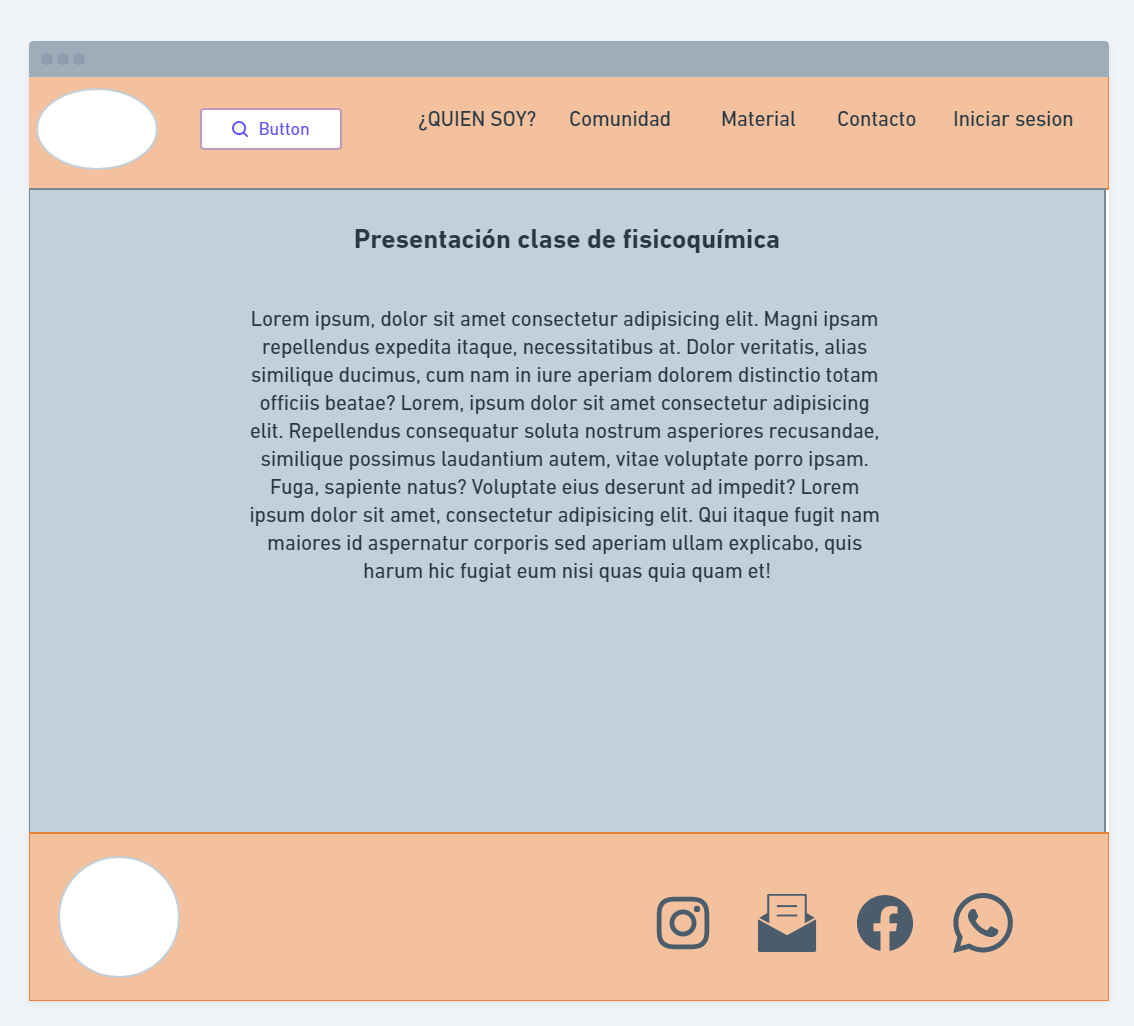 Button
¿QUIEN SOY?
Comunidad
Material
Contacto
Iniciar sesion
Presentación clase de fisicoquímica
Lorem ipsum, dolor sit amet consectetur adipisicing elit. Magni ipsam
repellendus expedita itaque, necessitatibus at. Dolor veritatis, alias
similique ducimus, cum nam in iure aperiam dolorem distinctio totam
officiis beatae? Lorem, ipsum dolor sit amet consectetur adipisicing
elit. Repellendus consequatur soluta nostrum asperiores recusandae,
similique possimus laudantium autem, vitae voluptate porro ipsam.
Fuga, sapiente natus? Voluptate eius deserunt ad impedit? Lorem
ipsum dolor sit amet, consectetur adipisicing elit. Qui itaque fugit nam
maiores id aspernatur corporis sed aperiam ullam explicabo, quis
harum hic fugiat eum nisi quas quia quam et!